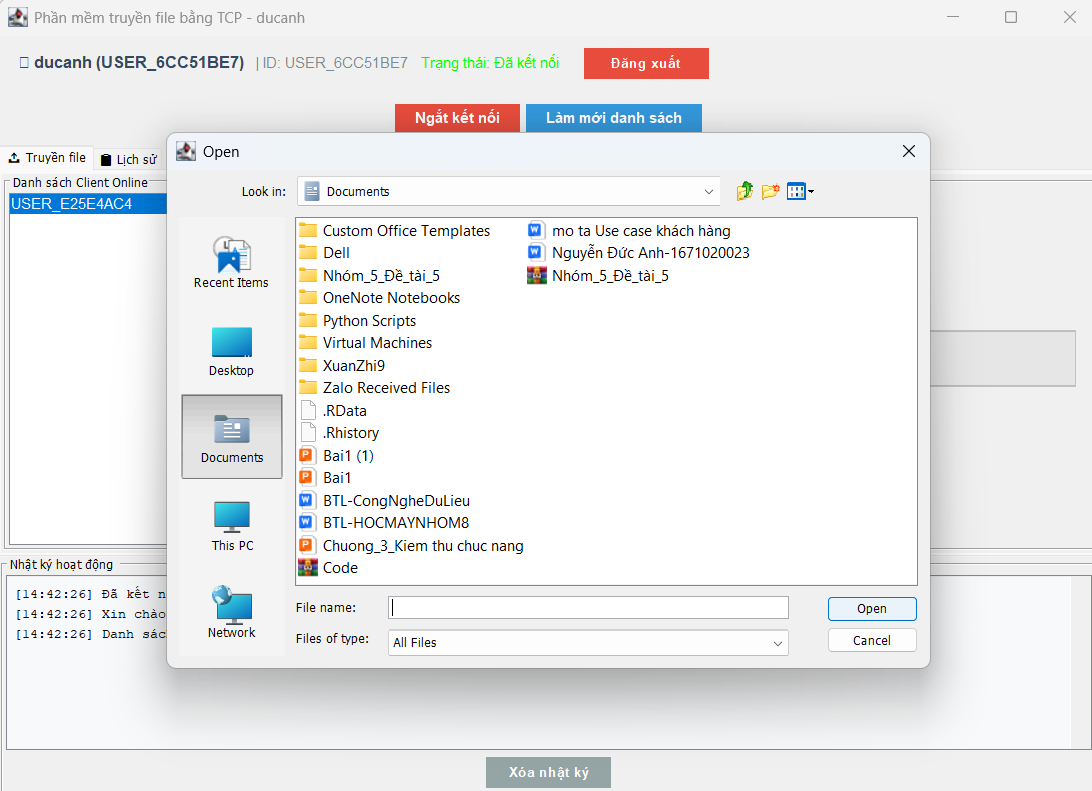 Phần mềm truyền file bằng TCP - ducanh
ducanh (USER_6CC51BE7) | ID: USER_6CC51BE7 Trạng thái: Đã kết nối Đăng xuất
Ngắt kết nối Làm mới danh sách
Truyền file Lịch sử
Danh sách Client Online
USER_E25E4AC4
Open
Look in: Documents
Recent Items
Desktop
Documents
This PC
Network
Custom Office Templates
Dell
Nhóm_5_Đề_tài_5
OneNote Notebooks
Python Scripts
Virtual Machines
XuanZhi9
Zalo Received Files
.RData
.Rhistory
Bai1 (1)
Bai1
BTL-CongNgheDuLieu
BTL-HOCMAYNHOM8
Chuong_3_Kiem thu chuc nang
Code
mo ta Use case khách hàng
Nguyễn Đức Anh-1671020023
Nhóm_5_Đề_tài_5
File name: Open
Files of type: All Files Cancel
Nhật ký hoạt động
[14:42:26] Đã kết n
[14:42:26] Xin chào
[14:42:26] Danh sác
Xóa nhật ký